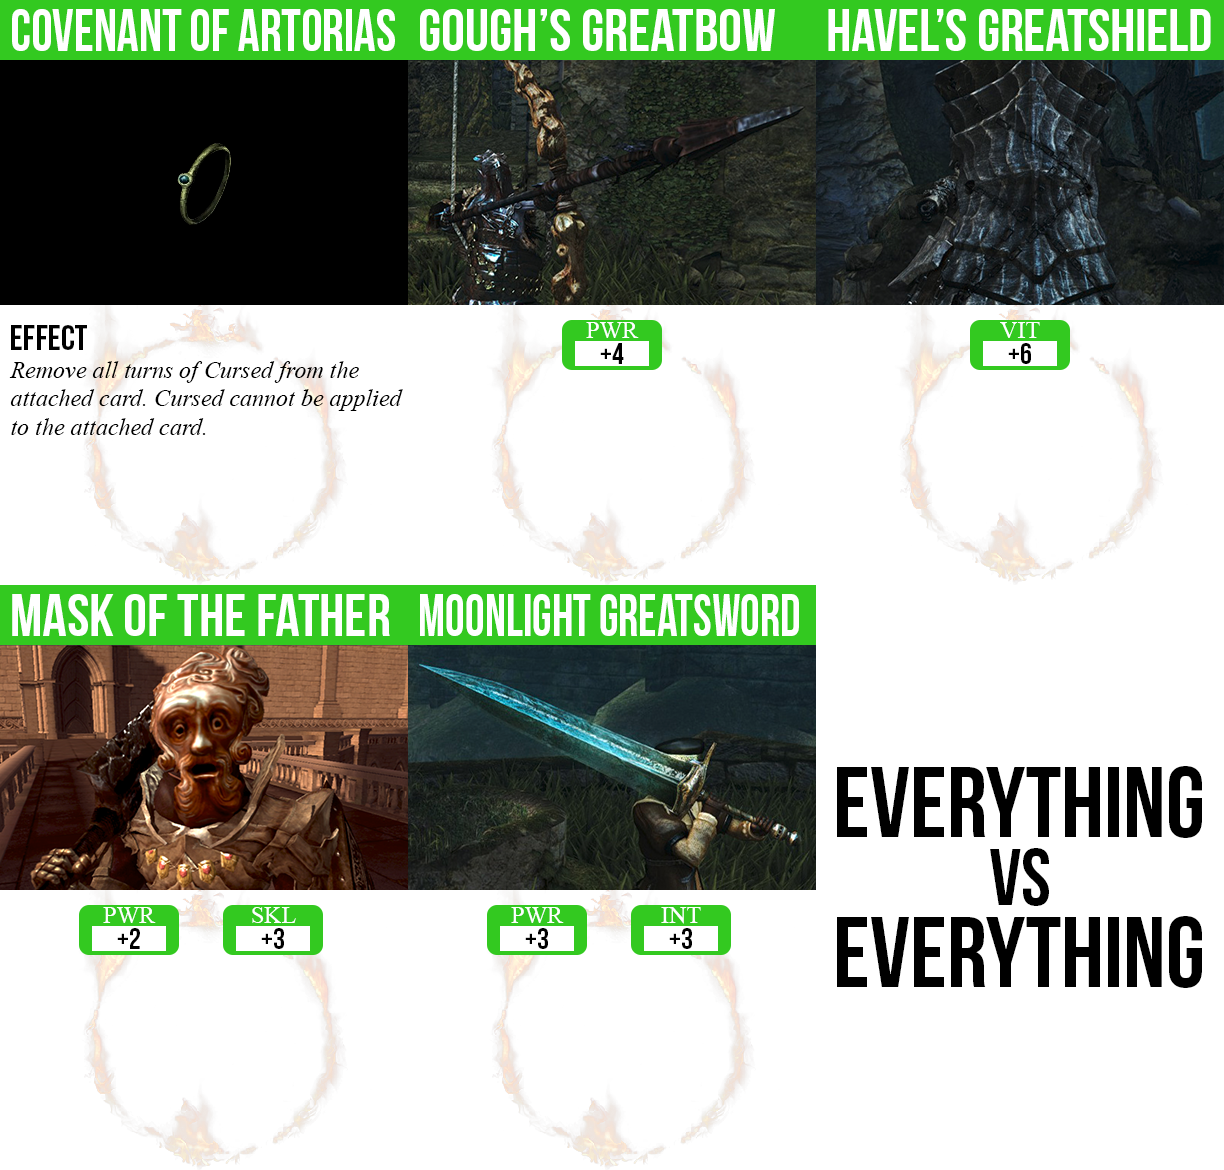 COVENANT OF ARTORIAS
GOUGH'S GREATBOW
HAVEL'S GREATSHIELD
EFFECT
Remove all turns of Cursed from the
attached card. Cursed cannot be applied
to the attached card.
PWR
+4
VIT
+6
MASK OF THE FATHER
MOONLIGHT GREATSWORD
PWR
+2
SKL
+3
PWR
+3
INT
+3
EVERYTHING
VS
EVERYTHING